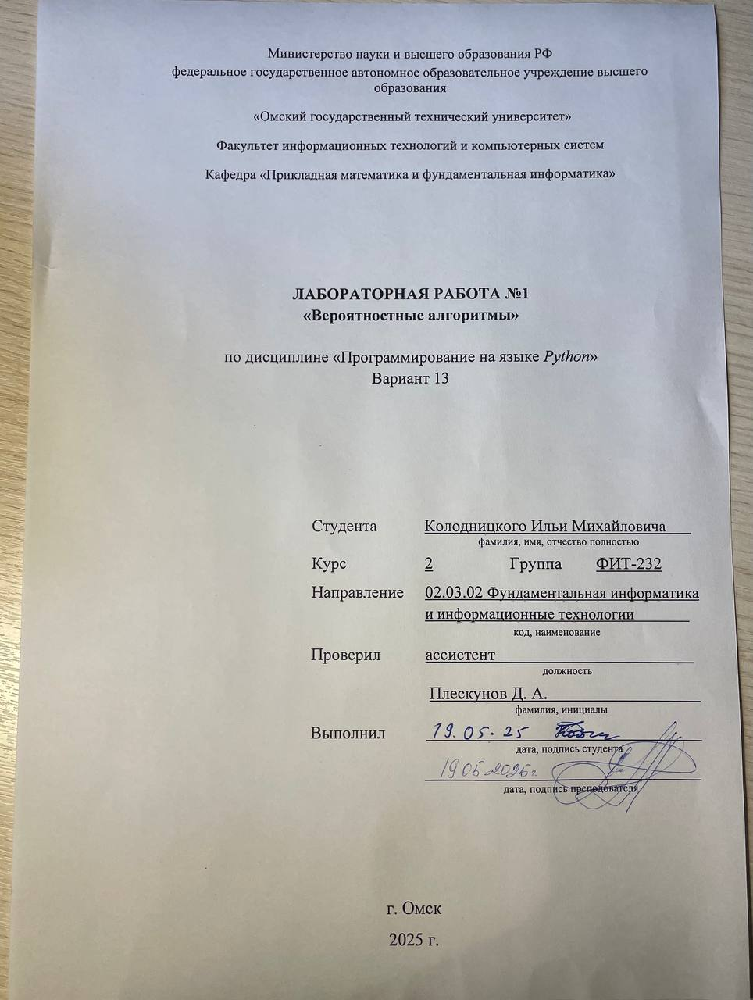 Министерство науки и высшего образования РФ
федеральное государственное автономное образовательное учреждение высшего
образования
«Омский государственный технический университет»
Факультет информационных технологий и компьютерных систем
Кафедра «Прикладная математика и фундаментальная информатика»
ЛАБОРАТОРНАЯ РАБОТА №1
«Вероятностные алгоритмы»
по дисциплине «Программирование на языке Python»
Вариант 13
Студента Колодницкого Ильи Михайловича
фамилия, имя, отчество полностью
Курс 2 Группа ФИТ-232
Направление 02.03.02 Фундаментальная информатика
и информационные технологии
код, наименование
Проверил ассистент
должность
Плескунов Д. А.
фамилия, инициалы
Выполнил 19.05.25
дата, подпись студента
19.05.2025г.
дата, подпись преподователя
г. Омск
2025 г.